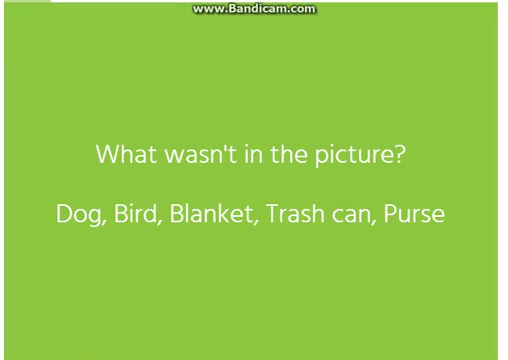 www.Bandicam.com
What wasn't in the picture?
Dog, Bird, Blanket, Trash can, Purse